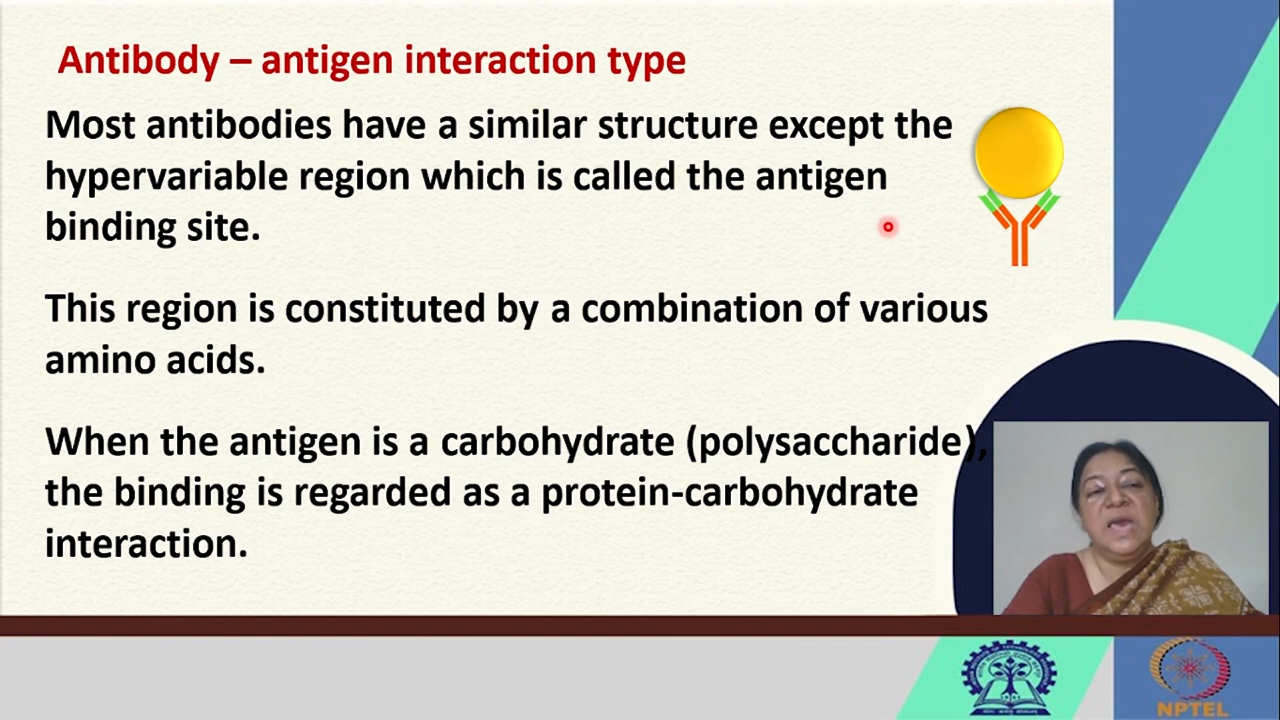 Antibody – antigen interaction type
Most antibodies have a similar structure except the
hypervariable region which is called the antigen
binding site.
This region is constituted by a combination of various
amino acids.
When the antigen is a carbohydrate (polysaccharide),
the binding is regarded as a protein-carbohydrate
interaction.
NPTEL